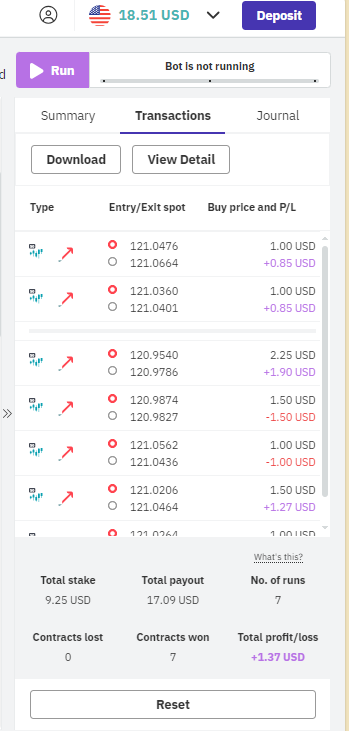 18.51 USD
Deposit
d
Run
Bot is not running
Summary
Transactions
Journal
Download
View Detail
Type
Entry/Exit spot
Buy price and P/L
121.0476
1.00 USD
121.0664
+0.85 USD
121.0360
1.00 USD
121.0401
+0.85 USD
120.9540
2.25 USD
120.9786
+1.90 USD
120.9874
1.50 USD
120.9827
-1.50 USD
121.0562
1.00 USD
121.0436
-1.00 USD
121.0206
1.50 USD
121.0464
+1.27 USD
121.0264
1.00 USD
What's this?
Total stake
Total payout
No. of runs
9.25 USD
17.09 USD
7
Contracts lost
Contracts won
Total profit/loss
0
7
+1.37 USD
Reset